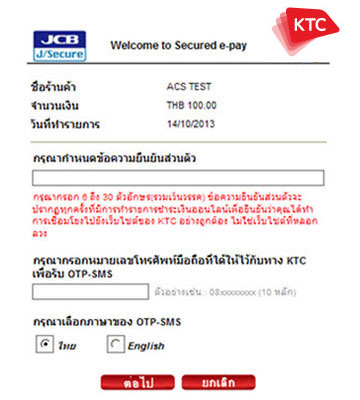 JCB
J/Secure
Welcome to Secured e-pay
KTC
ชื่อร้านค้า ACS TEST
จำนวนเงิน THB 100.00
วันที่ทำรายการ 14/10/2013
กรุณากำหนดข้อความยืนยันส่วนตัว
กรุณากรอก 6 ถึง 30 ตัวอักษร(รวมเว้นวรรค) ข้อความยืนยันส่วนตัวจะ
ปรากฏทุกครั้งที่มีการทำรายการชำระเงินออนไลน์เพื่อยืนยันว่าคุณได้ทำ
การเชื่อมโยงไปยังเว็บไซต์ของ KTC อย่างถูกต้อง ไม่ใช่เว็บไซต์ที่หลอก
ลวง
กรุณากรอกหมายเลขโทรศัพท์มือถือที่ได้ให้ไว้กับทาง KTC
เพื่อรับ OTP-SMS
ตัวอย่างเช่น : 08xxxxxxxx (10 หลัก)
กรุณาเลือกภาษาของ OTP-SMS
ไทย English
ต่อไป ยกเลิก